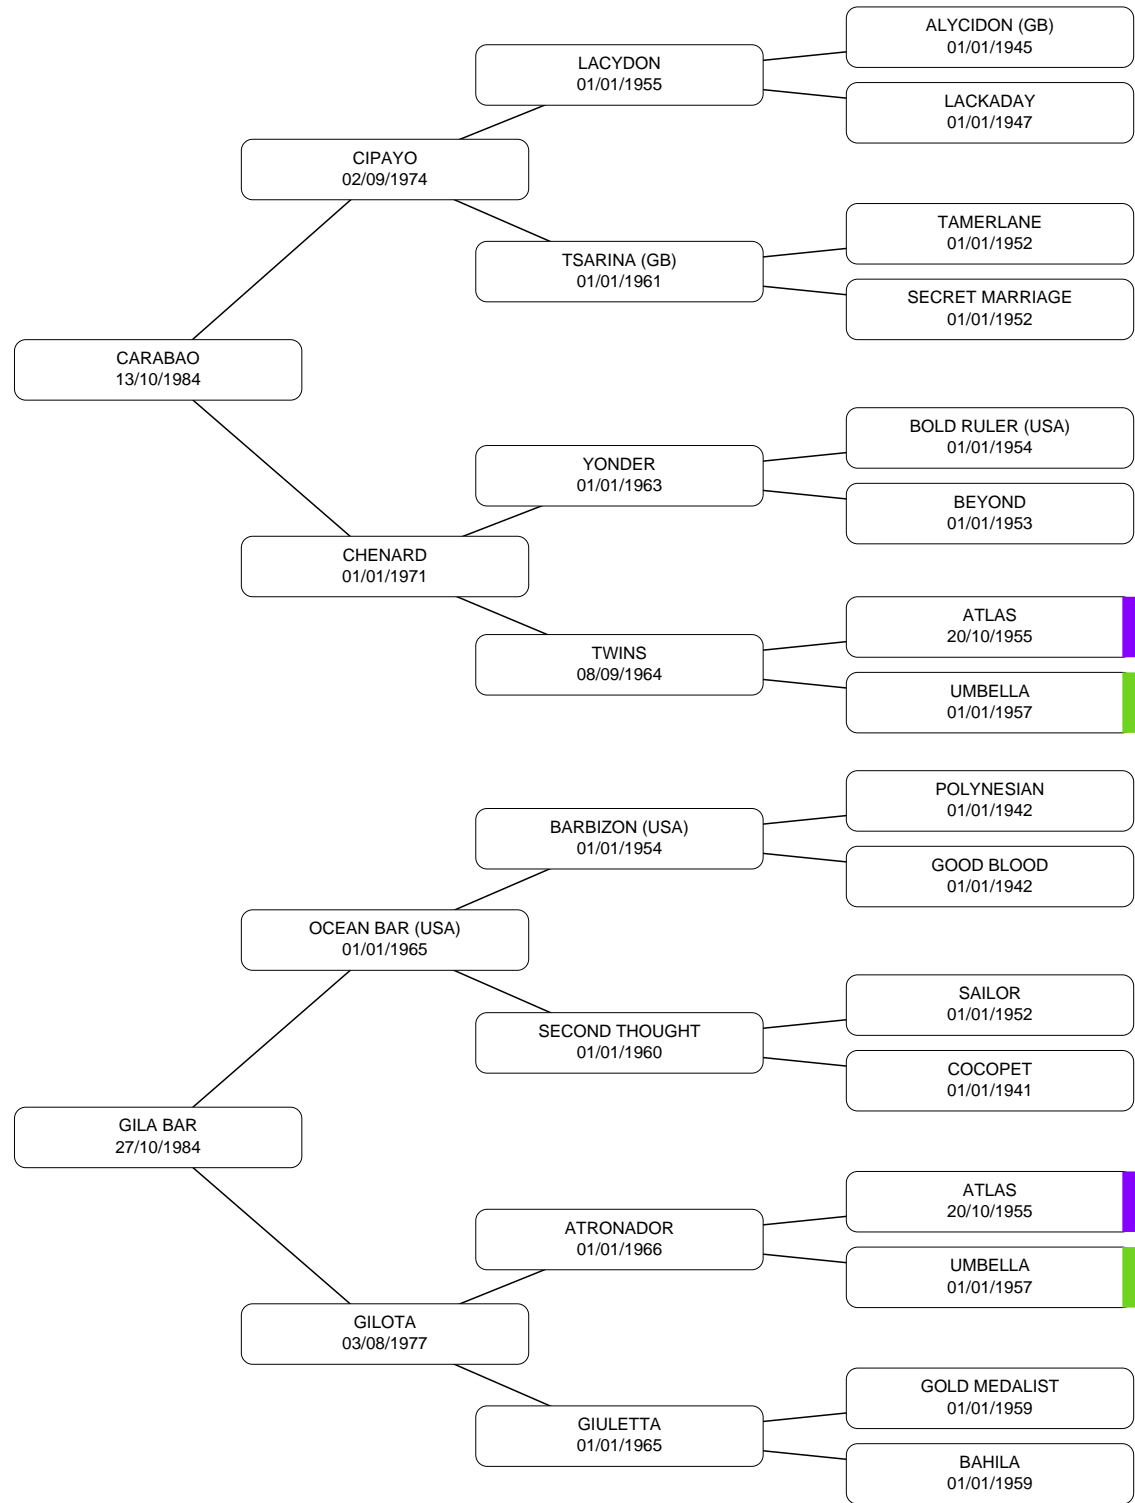 ALYCIDON (GB)
01/01/1945
LACYDON
01/01/1955
LACKADAY
01/01/1947
CIPAYO
02/09/1974
TAMERLANE
01/01/1952
TSARINA (GB)
01/01/1961
SECRET MARRIAGE
01/01/1952
CARABAO
13/10/1984
BOLD RULER (USA)
01/01/1954
YONDER
01/01/1963
BEYOND
01/01/1953
CHENARD
01/01/1971
ATLAS
20/10/1955
TWINS
08/09/1964
UMBELLA
01/01/1957
POLYNESIAN
01/01/1942
BARBIZON (USA)
01/01/1954
GOOD BLOOD
01/01/1942
OCEAN BAR (USA)
01/01/1965
SAILOR
01/01/1952
SECOND THOUGHT
01/01/1960
COCOPET
01/01/1941
GILA BAR
27/10/1984
ATLAS
20/10/1955
ATRONADOR
01/01/1966
UMBELLA
01/01/1957
GILOTA
03/08/1977
GOLD MEDALIST
01/01/1959
GIULETTA
01/01/1965
BAHILA
01/01/1959